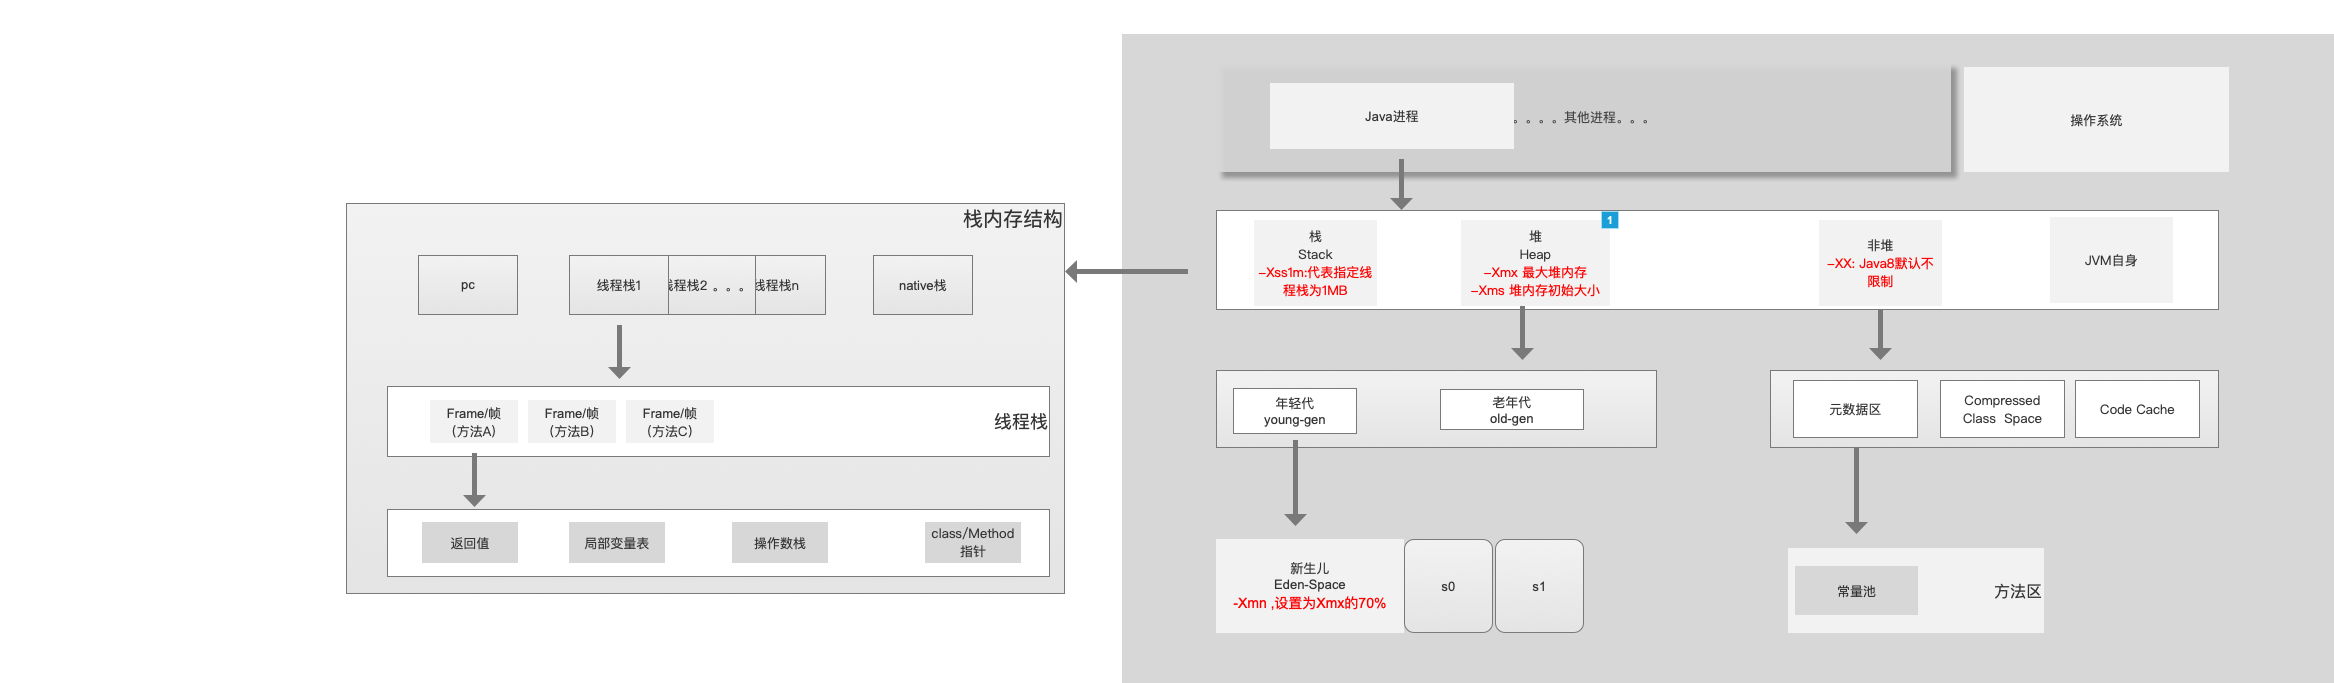 Java进程
。。。。其他进程。。。
操作系统
栈内存结构
pc
线程栈1
线程栈2 。。。
线程栈n
native栈
栈
Stack
-Xss1m:代表指定线
程栈为1MB
1
堆
Heap
-Xmx 最大堆内存
-Xms 堆内存初始大小
非堆
-XX: Java8默认不
限制
JVM自身
Frame/帧
(方法A)
Frame/帧
(方法B)
Frame/帧
(方法C)
线程栈
年轻代
young-gen
老年代
old-gen
元数据区
Compressed
Class Space
Code Cache
返回值
局部变量表
操作数栈
class/Method
指针
新生儿
Eden-Space
-Xmn ,设置为Xmx的70%
s0
s1
常量池
方法区